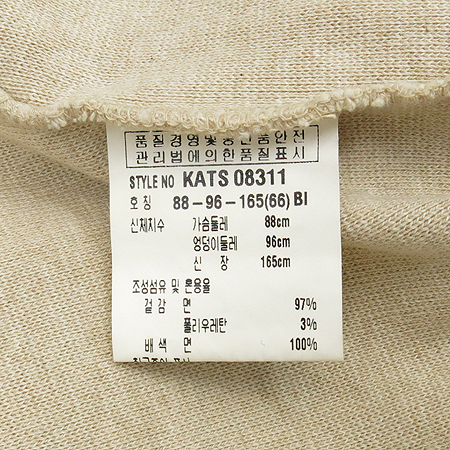 품질경영및공산품안전
관리법에의한품질표시
STYLE NO KATS 08311
호칭 88-96-165(66) BI
신체치수 가슴둘레 88cm
엉덩이둘레 96cm
신장 165cm
조성섬유 및 혼용율
겉감 면 97%
폴리우레탄 3%
배색 면 100%